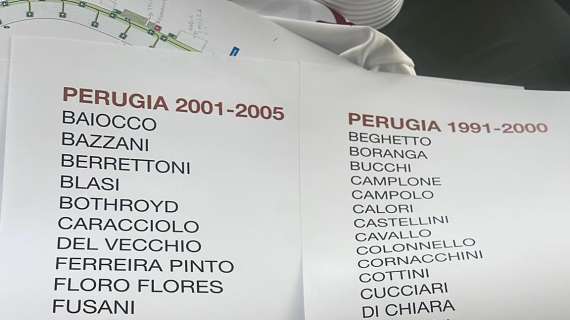 PERUGIA 2001-2005
BAIOCCO
BAZZANI
BERRETTONI
BLASI
BOTHROYD
CARACCIOLO
DEL VECCHIO
FERREIRA PINTO
FLORO FLORES
FUSANI
PERUGIA 1991-2000
BEGHETTO
BORANGA
BUCCHI
CAMPLONE
CAMPOLO
CALORI
CASTELLINI
CAVALLO
COLONNELLO
CORNACCHINI
COTTINI
CUCCIARI
DI CHIARA